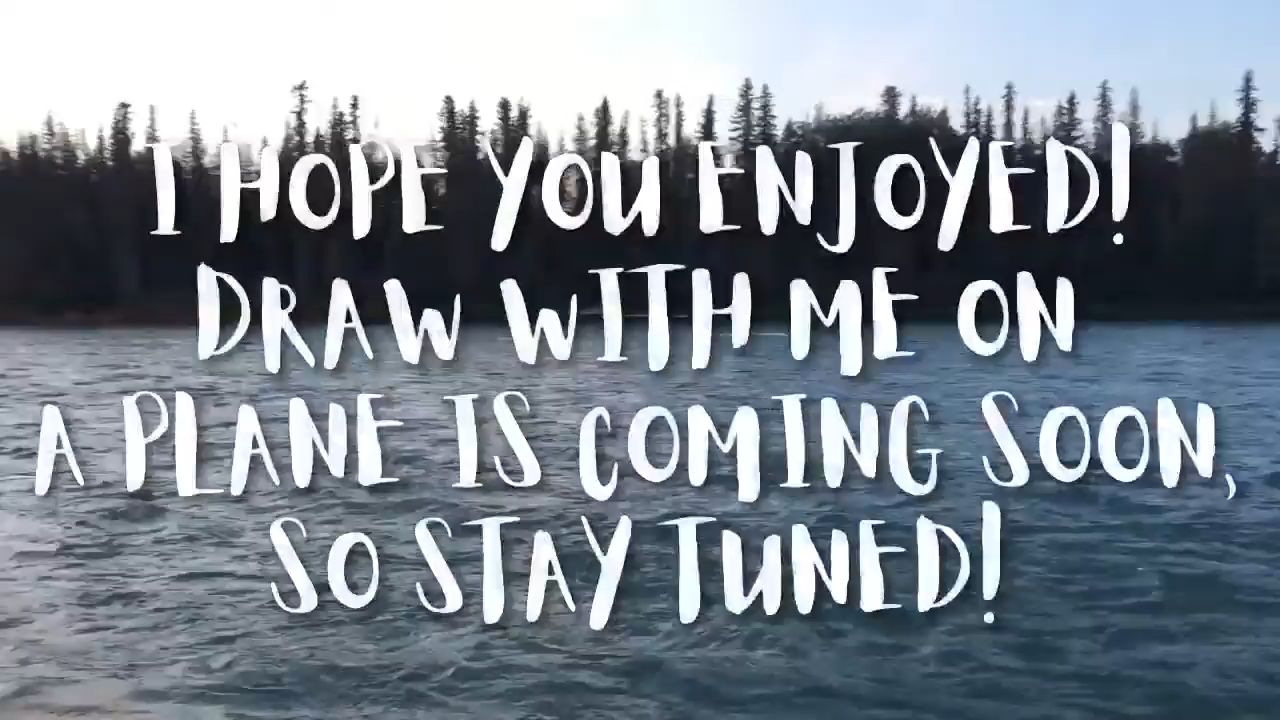 I HOPE YOU ENJOYED!
DRAW WITH ME ON
A PLANE IS COMING SOON,
SO STAY TUNED!